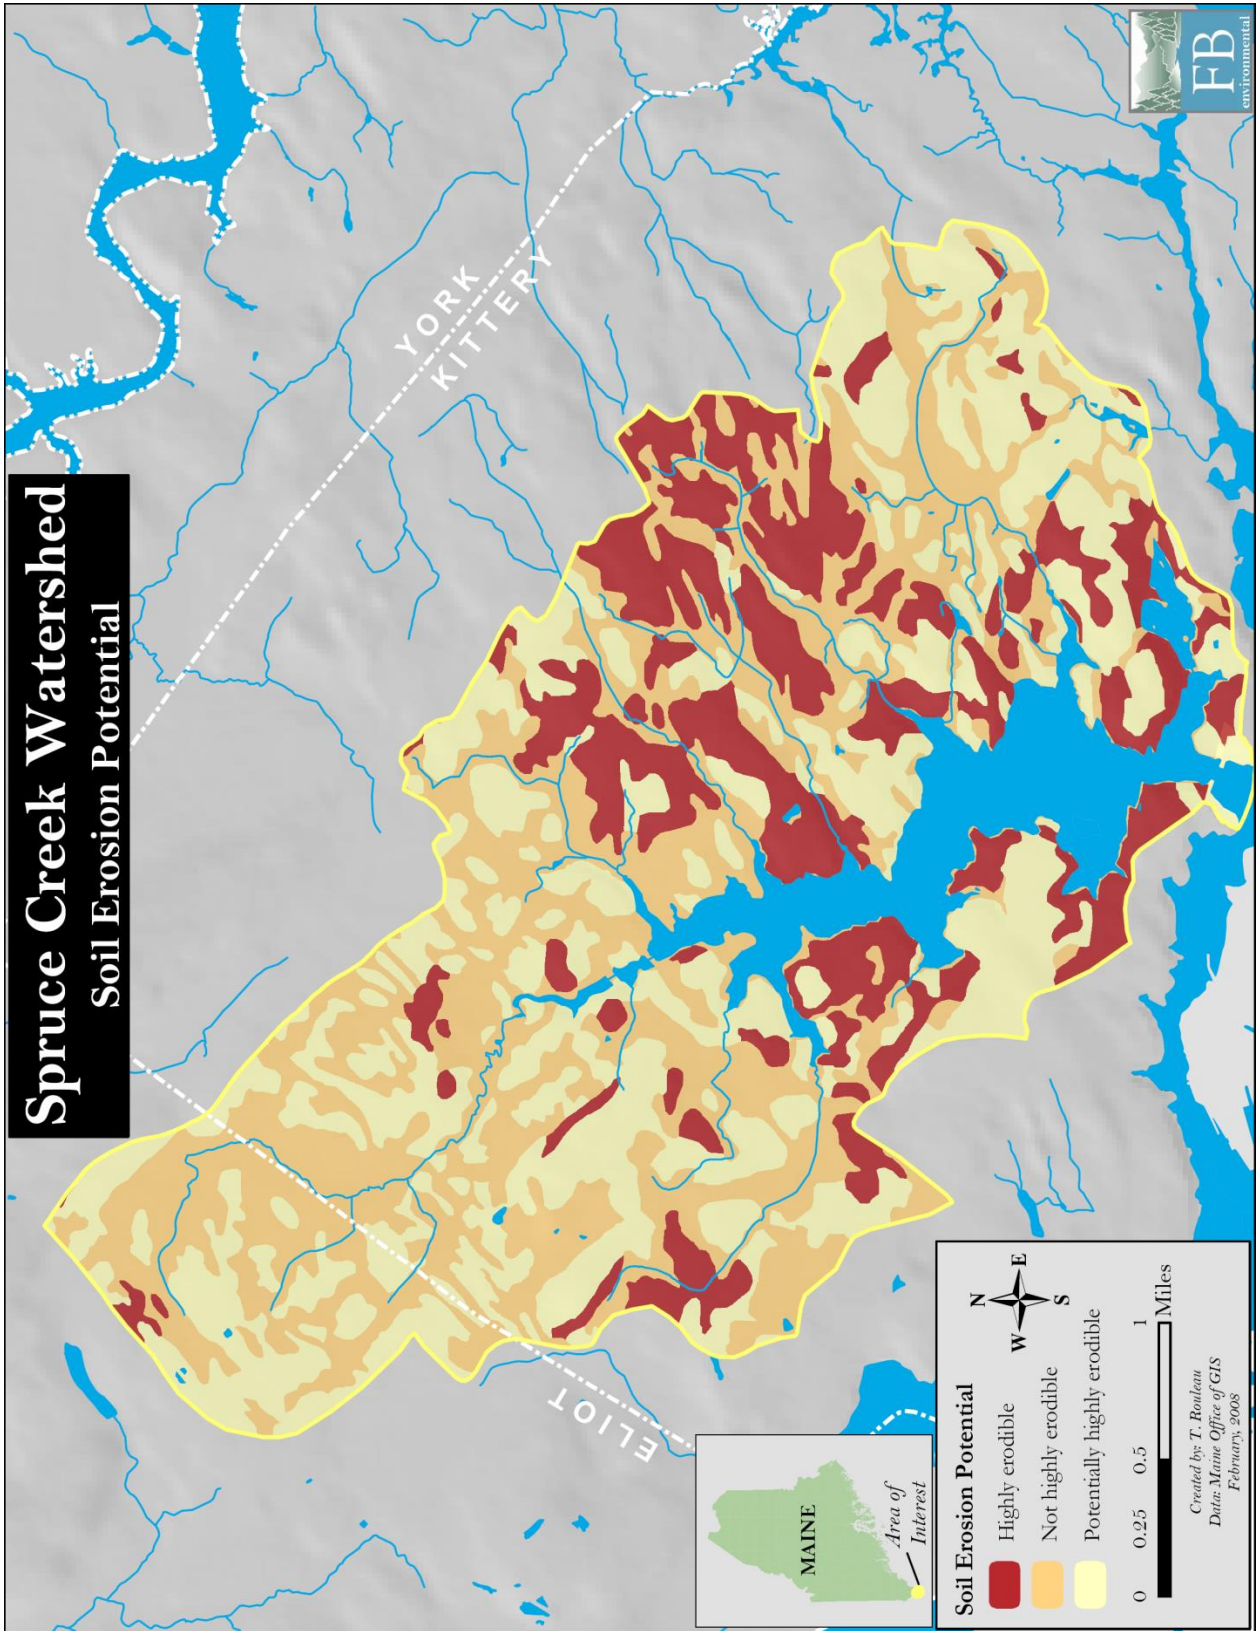 Spruce Creek Watershed
Soil Erosion Potential
YORK
KITTERY
ELIOT
MAINE
Area of
Interest
Soil Erosion Potential
Highly erodible
Not highly erodible
Potentially highly erodible
N
W
E
S
0 0.25 0.5 1
Miles
Created by: T. Rouleau
Data: Maine Office of GIS
February, 2008
FB
environmental